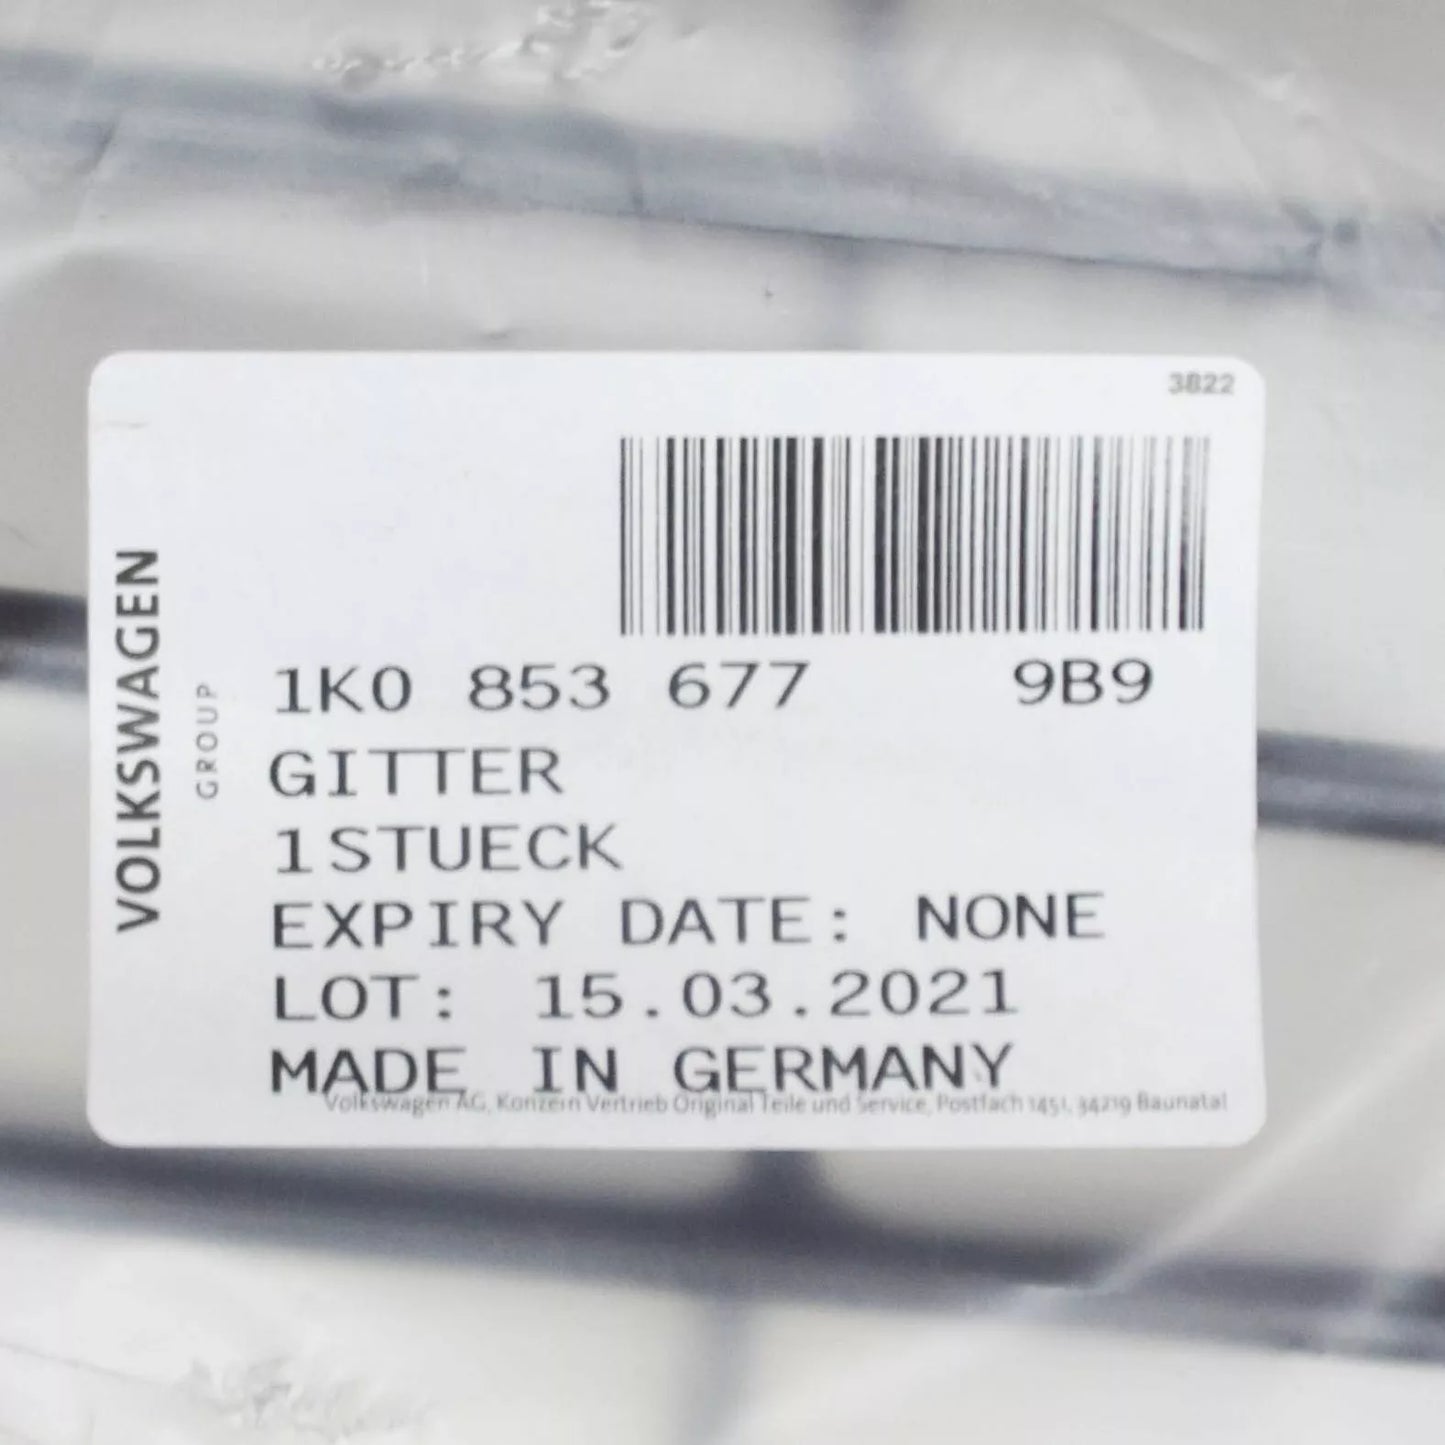 3822
VOLKSWAGEN
GROUP
1K0 853 677 9B9
GITTER
1STUECK
EXPIRY DATE: NONE
LOT: 15.03.2021
MADE IN GERMANY
Volkswagen AG, Konzern Vertrieb Original Teile und Service, Postfach 1451, 34219 Baunatal